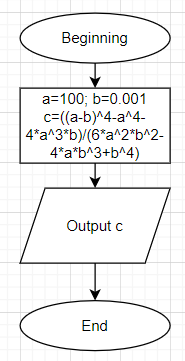 Beginning
a=100; b=0.001
c=((a-b)^4-a^4-
4*a^3*b)/(6*a^2*b^2-
4*a*b^3+b^4)
Output c
End